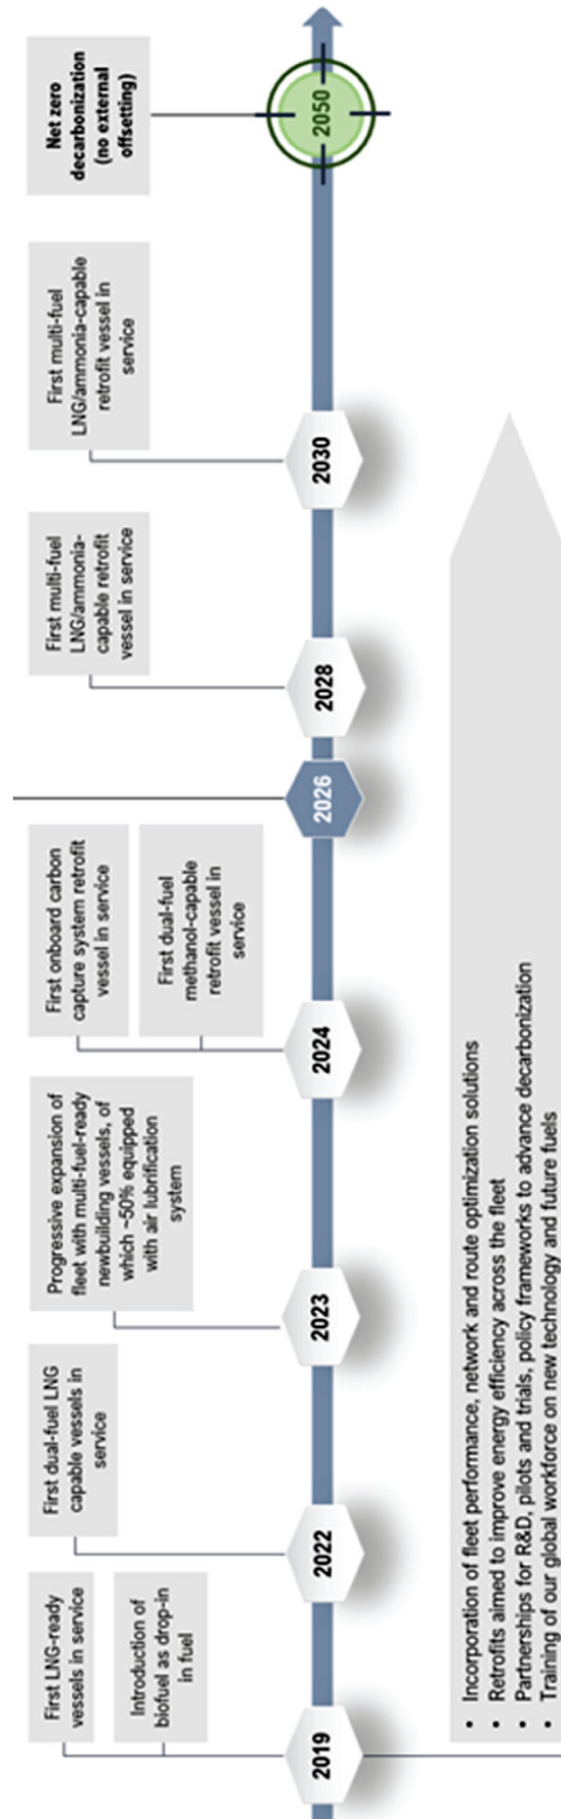 First LNG-ready
vessels in service
Introduction of
biofuel as drop-in
in fuel
2019
First dual-fuel LNG
capable vessels in
service
2022
Progressive expansion of
fleet with multi-fuel-ready
newbuilding vessels, of
which ~50% equipped
with air lubrification
system
2023
First onboard carbon
capture system retrofit
vessel in service
First dual-fuel
methanol-capable
retrofit vessel in
service
2024
2026
First multi-fuel
LNG/ammonia-
capable retrofit
vessel in service
2028
First multi-fuel
LNG/ammonia-capable
retrofit vessel in
service
2030
Net zero
decarbonization
(no external
offsetting)
2050
• Incorporation of fleet performance, network and route optimization solutions
• Retrofits aimed to improve energy efficiency across the fleet
• Partnerships for R&D, pilots and trials, policy frameworks to advance decarbonization
• Training of our global workforce on new technology and future fuels